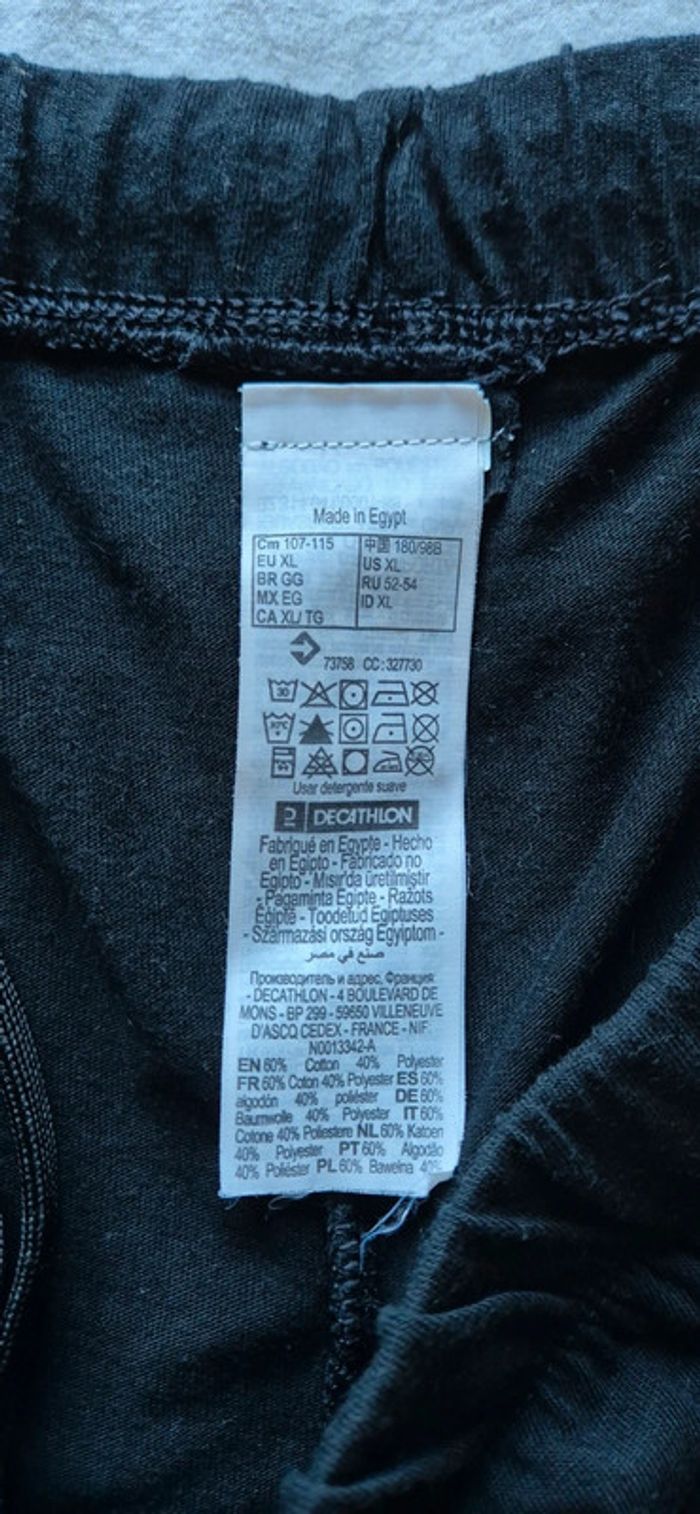 Made in Egypt
Cm 107-115 中国 180/98B
EU XL US XL
BR GG RU 52-54
MX EG ID XL
CA XL/ TG
73758 CC: 327730
30
30°C
Usar detergente suave
DECATHLON
Fabriqué en Egypte - Hecho
en Egipto - Fabricado no
Egipto - Mısır'da üretilmiştir
- Pagaminta Egipte - Ražots
Ēģiptē - Toodetud Egiptuses
- Származási ország Egyiptom -
صنع في مصر
Производитель и адрес, Франция
- DECATHLON - 4 BOULEVARD DE
MONS - BP 299 - 59650 VILLENEUVE
D'ASCQ CEDEX - FRANCE - NIF
N0013342-A
EN 60% Cotton 40% Polyester
FR 60% Coton 40% Polyester ES 60%
algodón 40% poliéster DE 60%
Baumwolle 40% Polyester IT 60%
Cotone 40% Poliestere NL 60% Katoen
40% Polyester PT 60% Algodão
40% Poliéster PL 60% Bawełna 40%